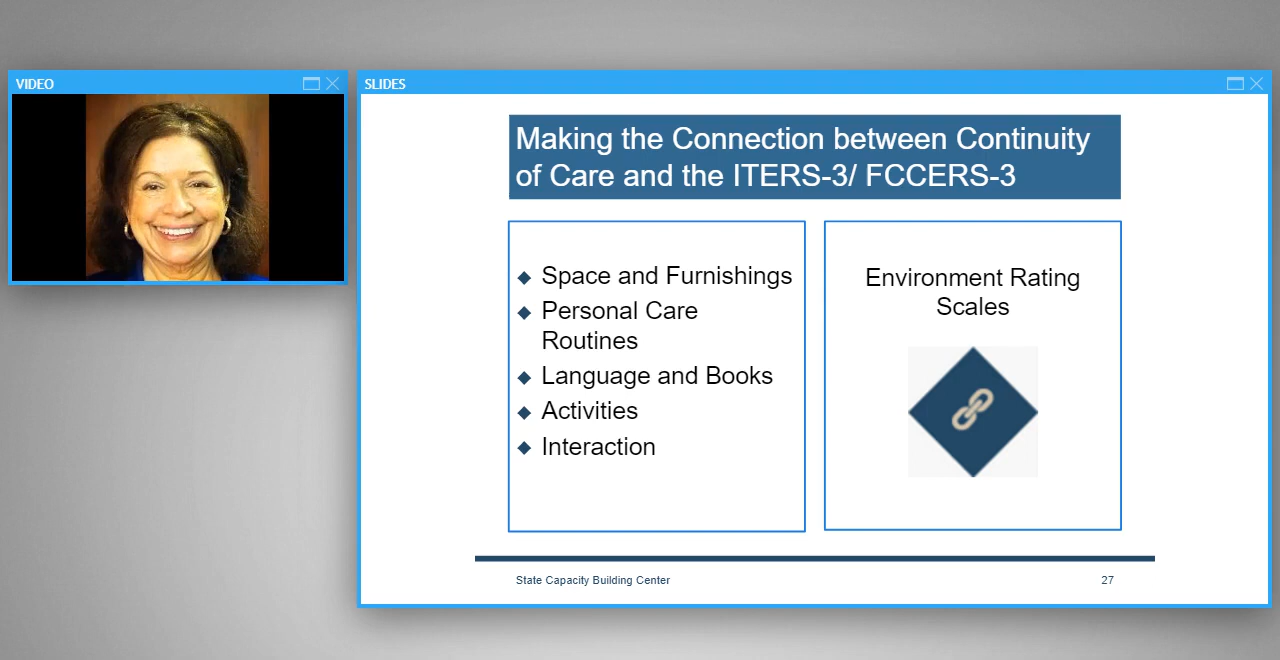 VIDEO
SLIDES
Making the Connection between Continuity
of Care and the ITERS-3/ FCCERS-3
◆ Space and Furnishings
◆ Personal Care
Routines
◆ Language and Books
◆ Activities
◆ Interaction
Environment Rating
Scales
State Capacity Building Center
27